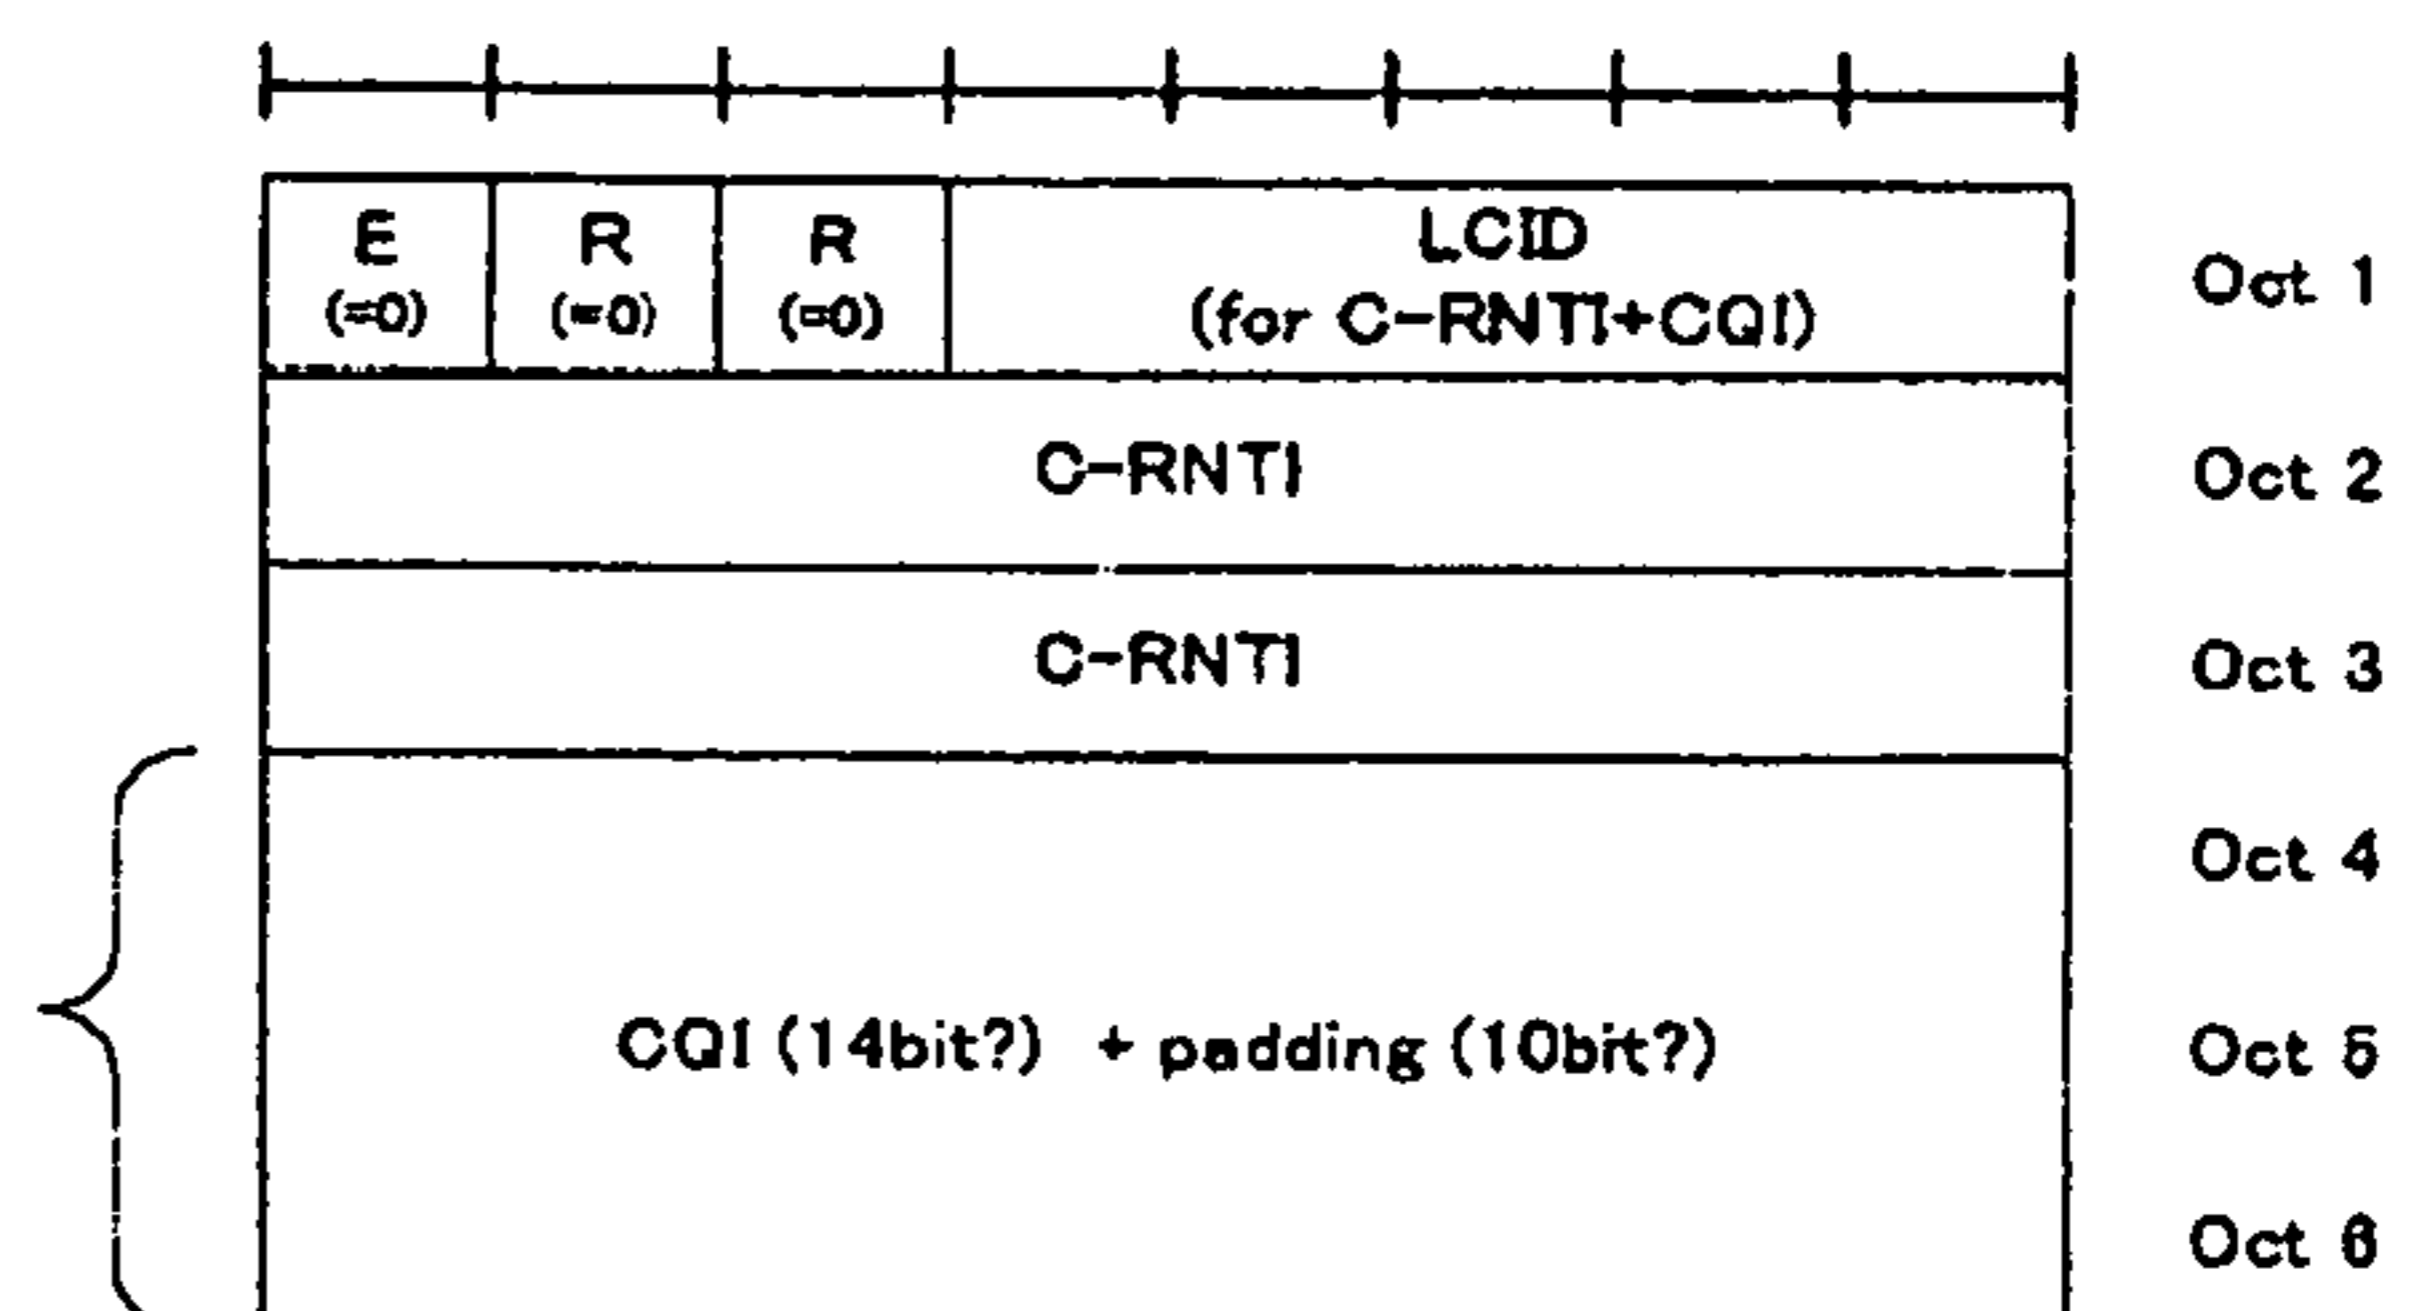 E R R LCID
(=0) (=0) (=0) (for C-RNTI+CQI) Oct 1
C-RNTI Oct 2
C-RNTI Oct 3
Oct 4
CQI (14bit?) + padding (10bit?) Oct 5
Oct 6